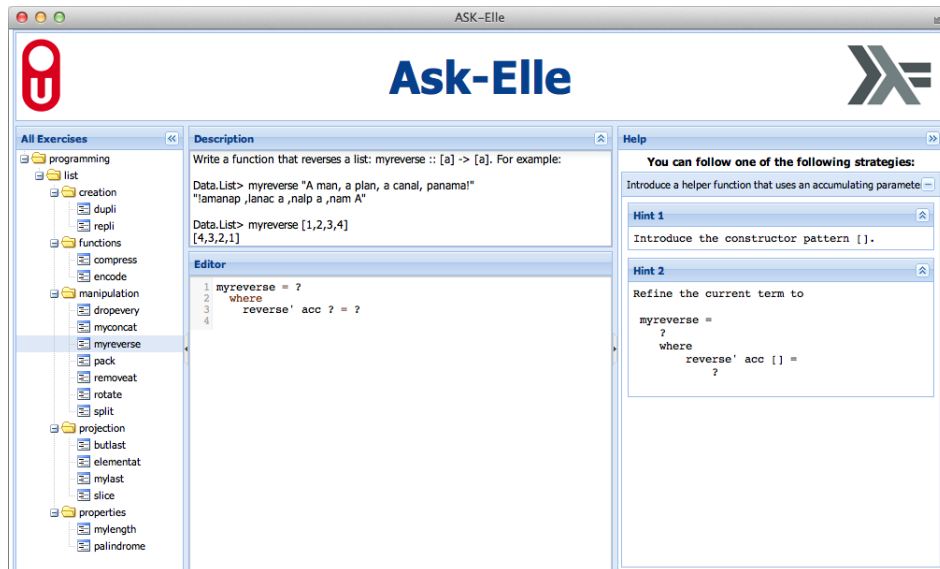 ASK-Elle
Ask-Elle
All Exercises
programming
list
creation
dupli
repli
functions
compress
encode
manipulation
dropevery
myconcat
myreverse
pack
removeat
rotate
split
projection
butlast
elementat
mylast
slice
properties
mylength
palindrome
Description
Write a function that reverses a list: myreverse :: [a] -> [a]. For example:
Data.List> myreverse "A man, a plan, a canal, panama!"
"!amanap ,lanac a ,nalp a ,nam A"
Data.List> myreverse [1,2,3,4]
[4,3,2,1]
Editor
1 myreverse = ?
2 where
3 reverse' acc ? = ?
4
Help
You can follow one of the following strategies:
Introduce a helper function that uses an accumulating paramete
Hint 1
Introduce the constructor pattern [].
Hint 2
Refine the current term to
myreverse =
?
where
reverse' acc [] =
?